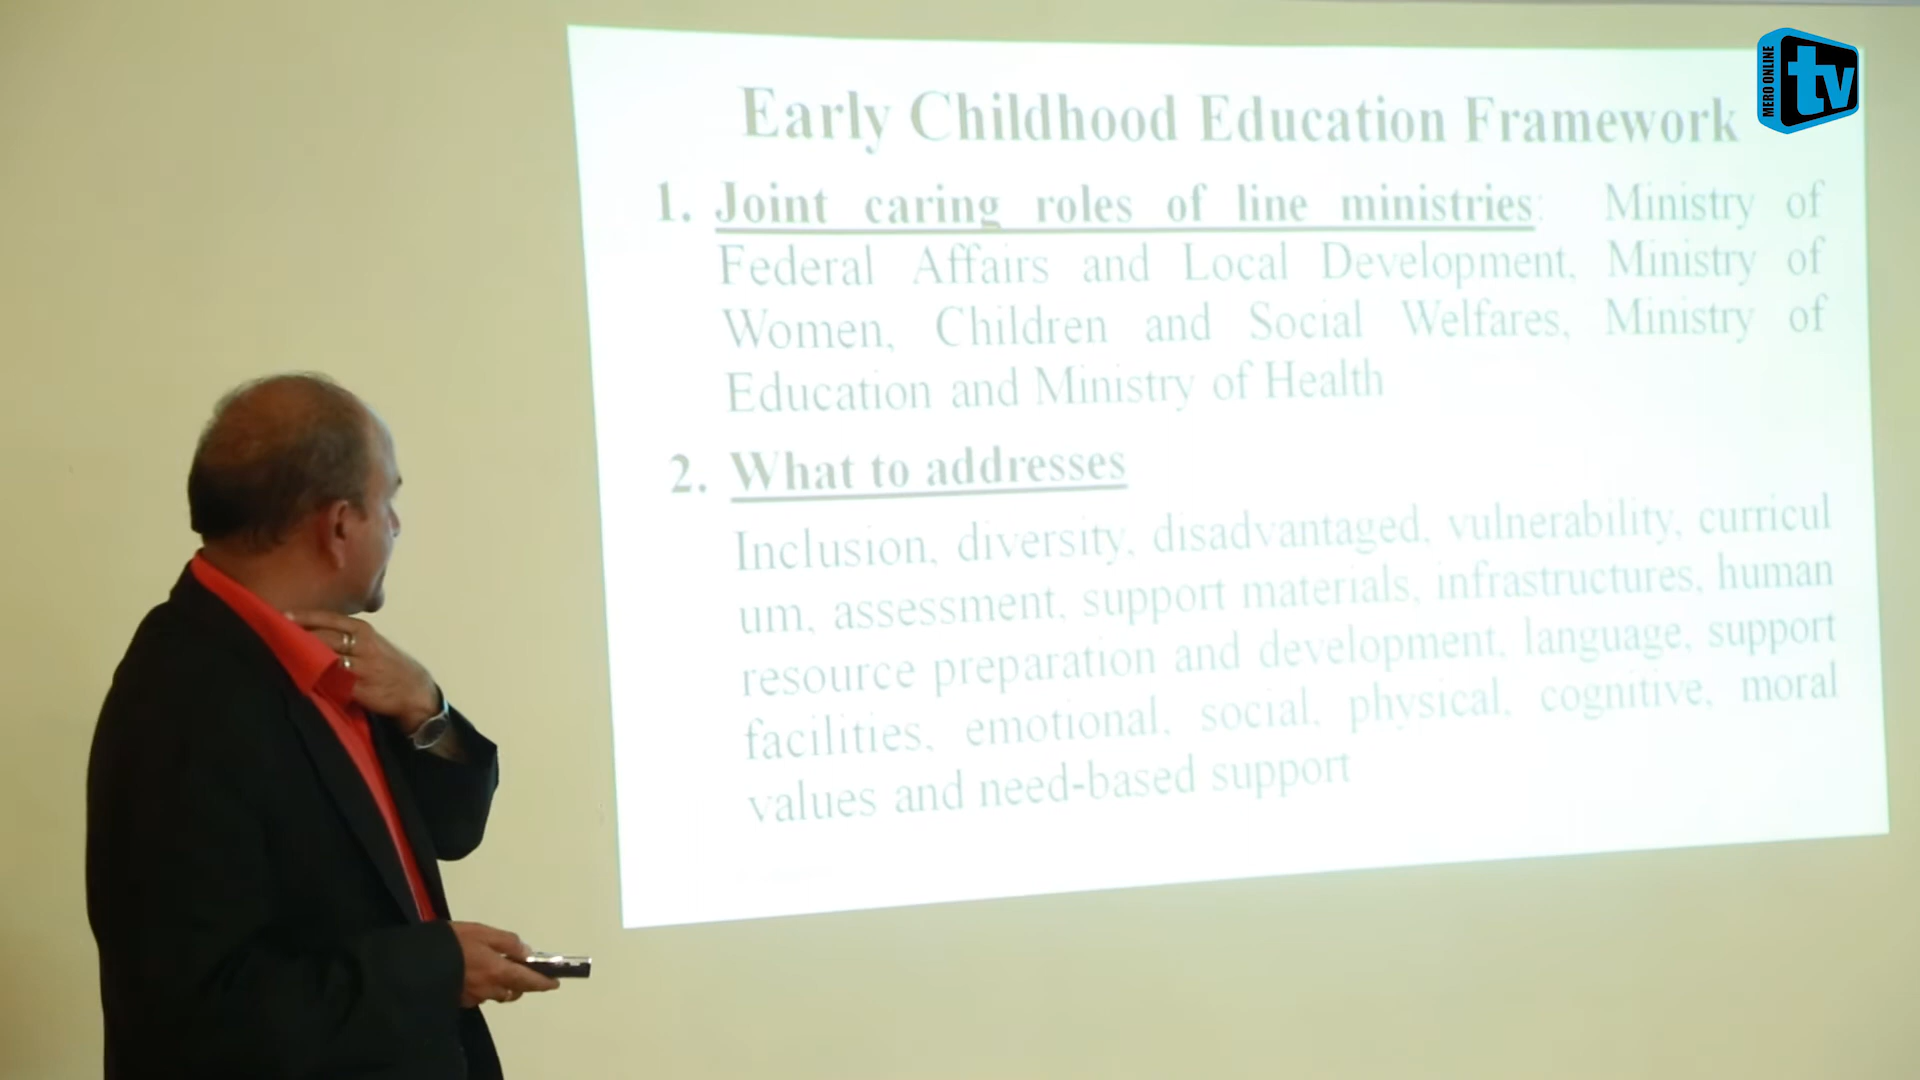 Early Childhood Education Framework
1. Joint caring roles of line ministries: Ministry of
Federal Affairs and Local Development, Ministry of
Women, Children and Social Welfares, Ministry of
Education and Ministry of Health
2. What to addresses
Inclusion, diversity, disadvantaged, vulnerability, curricul
um, assessment, support materials, infrastructures, human
resource preparation and development, language, support
facilities, emotional, social, physical, cognitive, moral
values and need-based support
MERO ONLINE
tv